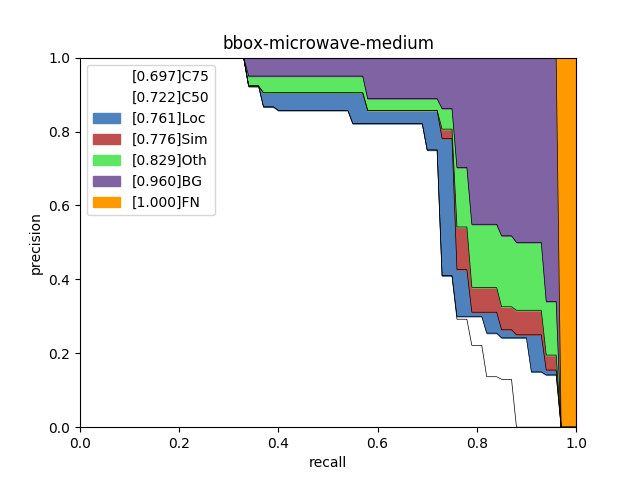 bbox-microwave-medium
1.0
0.8
0.6
0.4
0.2
0.0
precision
[0.697]C75
[0.722]C50
[0.761]Loc
[0.776]Sim
[0.829]Oth
[0.960]BG
[1.000]FN
0.0 0.2 0.4 0.6 0.8 1.0
recall